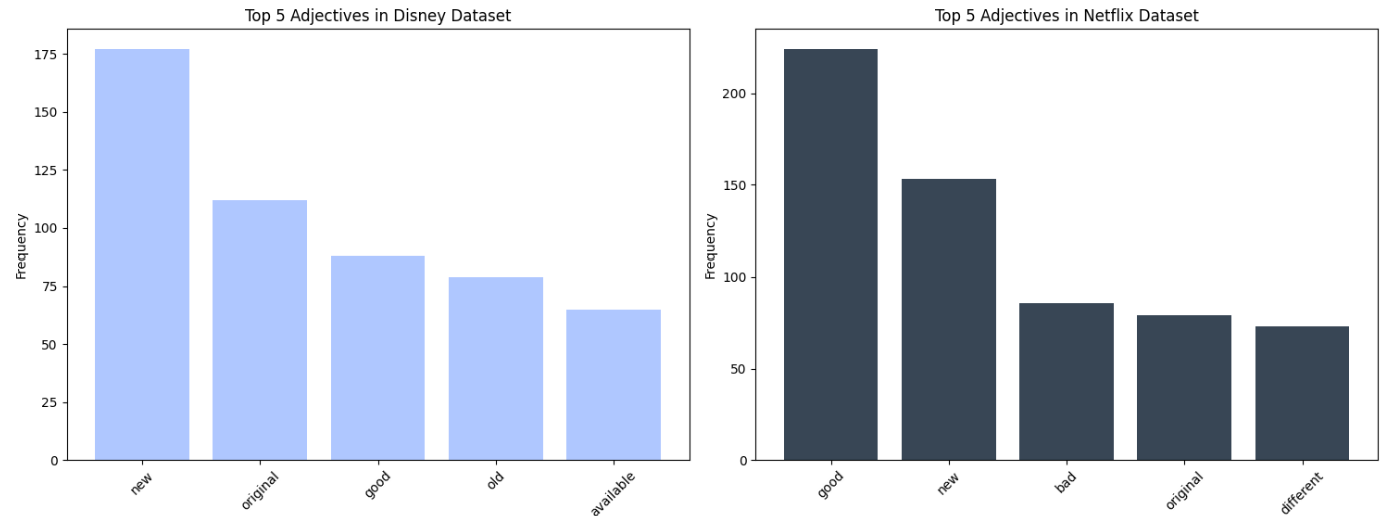 Top 5 Adjectives in Disney Dataset
Frequency
175
150
125
100
75
50
25
0
new
original
good
old
available
Top 5 Adjectives in Netflix Dataset
Frequency
200
150
100
50
0
good
new
bad
original
different